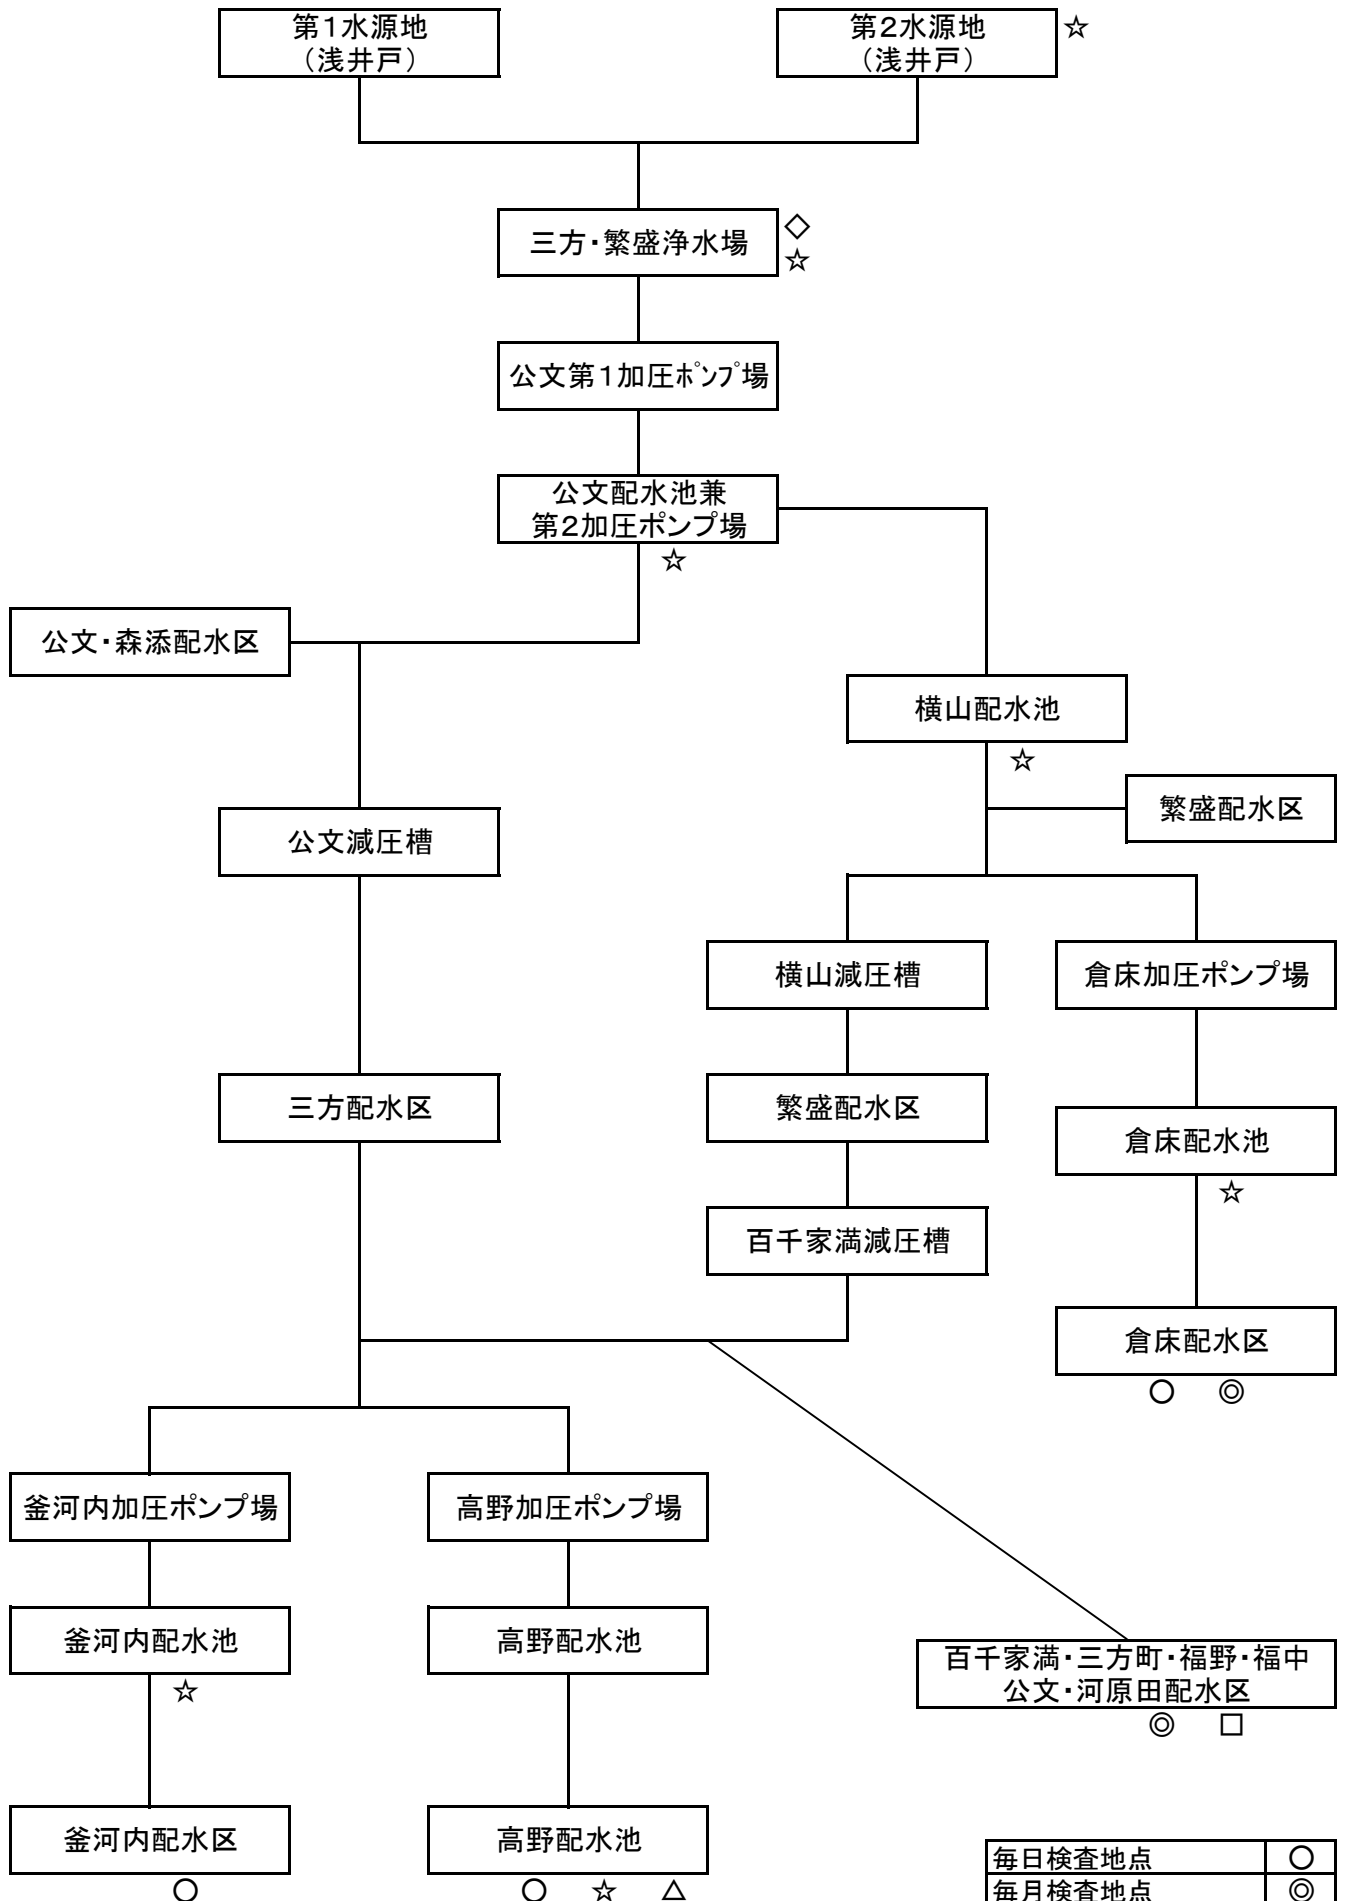 第1水源地
（浅井戸）
第2水源地
（浅井戸）
☆
三方・繁盛浄水場
◇
☆
公文第1加圧ﾎﾟﾝﾌﾟ場
公文配水池兼
第2加圧ポンプ場
☆
公文・森添配水区
横山配水池
☆
繁盛配水区
公文減圧槽
横山減圧槽
倉床加圧ポンプ場
三方配水区
繁盛配水区
倉床配水池
☆
百千家満減圧槽
倉床配水区
○ ◎
釜河内加圧ポンプ場
高野加圧ポンプ場
釜河内配水池
☆
高野配水池
百千家満・三方町・福野・福中
公文・河原田配水区
◎ □
釜河内配水区
○
高野配水池
○ ☆ △
毎日検査地点 ○
毎月検査地点 ◎